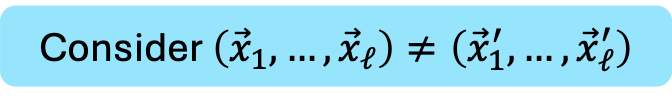 Consider (x⃗₁, …, x⃗ℓ) ≠ (x⃗′₁, …, x⃗′ℓ)